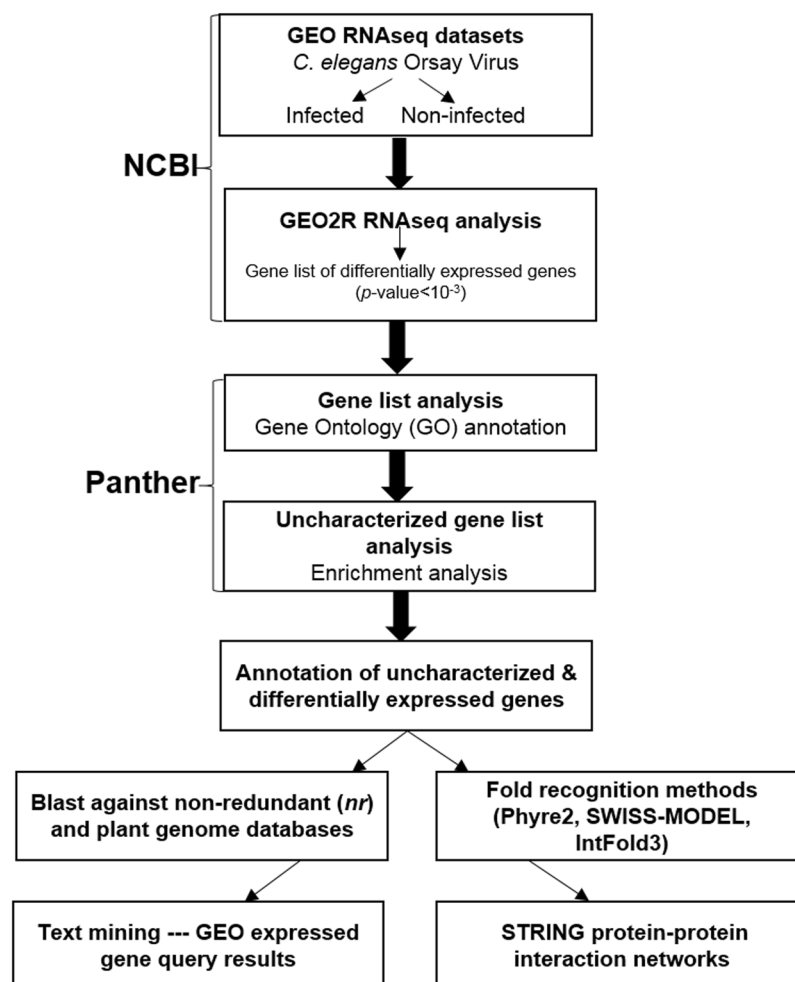 GEO RNAseq datasets
C. elegans Orsay Virus
Infected Non-infected
NCBI
GEO2R RNAseq analysis
Gene list of differentially expressed genes
(p-value<10⁻³)
Gene list analysis
Gene Ontology (GO) annotation
Panther
Uncharacterized gene list
analysis
Enrichment analysis
Annotation of uncharacterized &
differentially expressed genes
Blast against non-redundant (nr)
and plant genome databases
Fold recognition methods
(Phyre2, SWISS-MODEL,
IntFold3)
Text mining --- GEO expressed
gene query results
STRING protein-protein
interaction networks